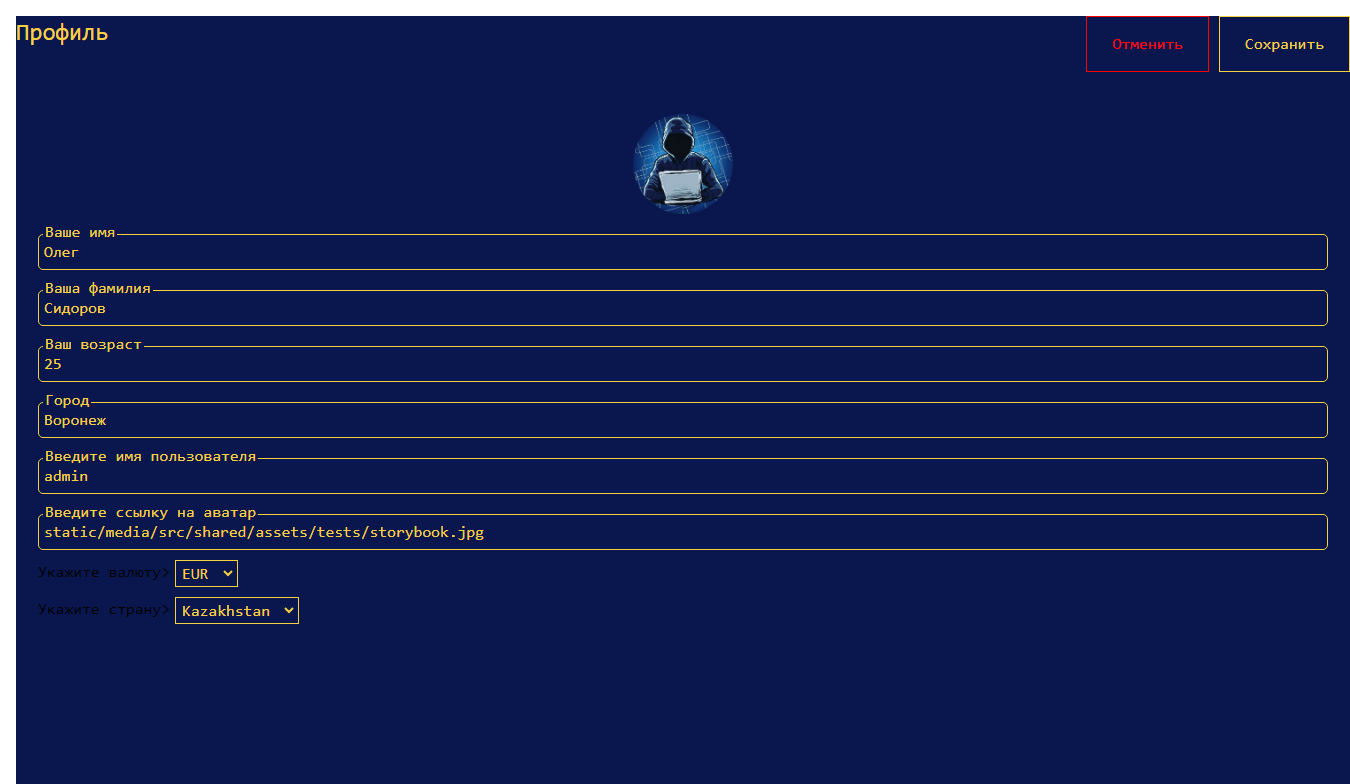 Профиль
Отменить
Сохранить
Ваше имя
Олег
Ваша фамилия
Сидоров
Ваш возраст
25
Город
Воронеж
Введите имя пользователя
admin
Введите ссылку на аватар
static/media/src/shared/assets/tests/storybook.jpg
Укажите валюту> EUR
Укажите страну> Kazakhstan